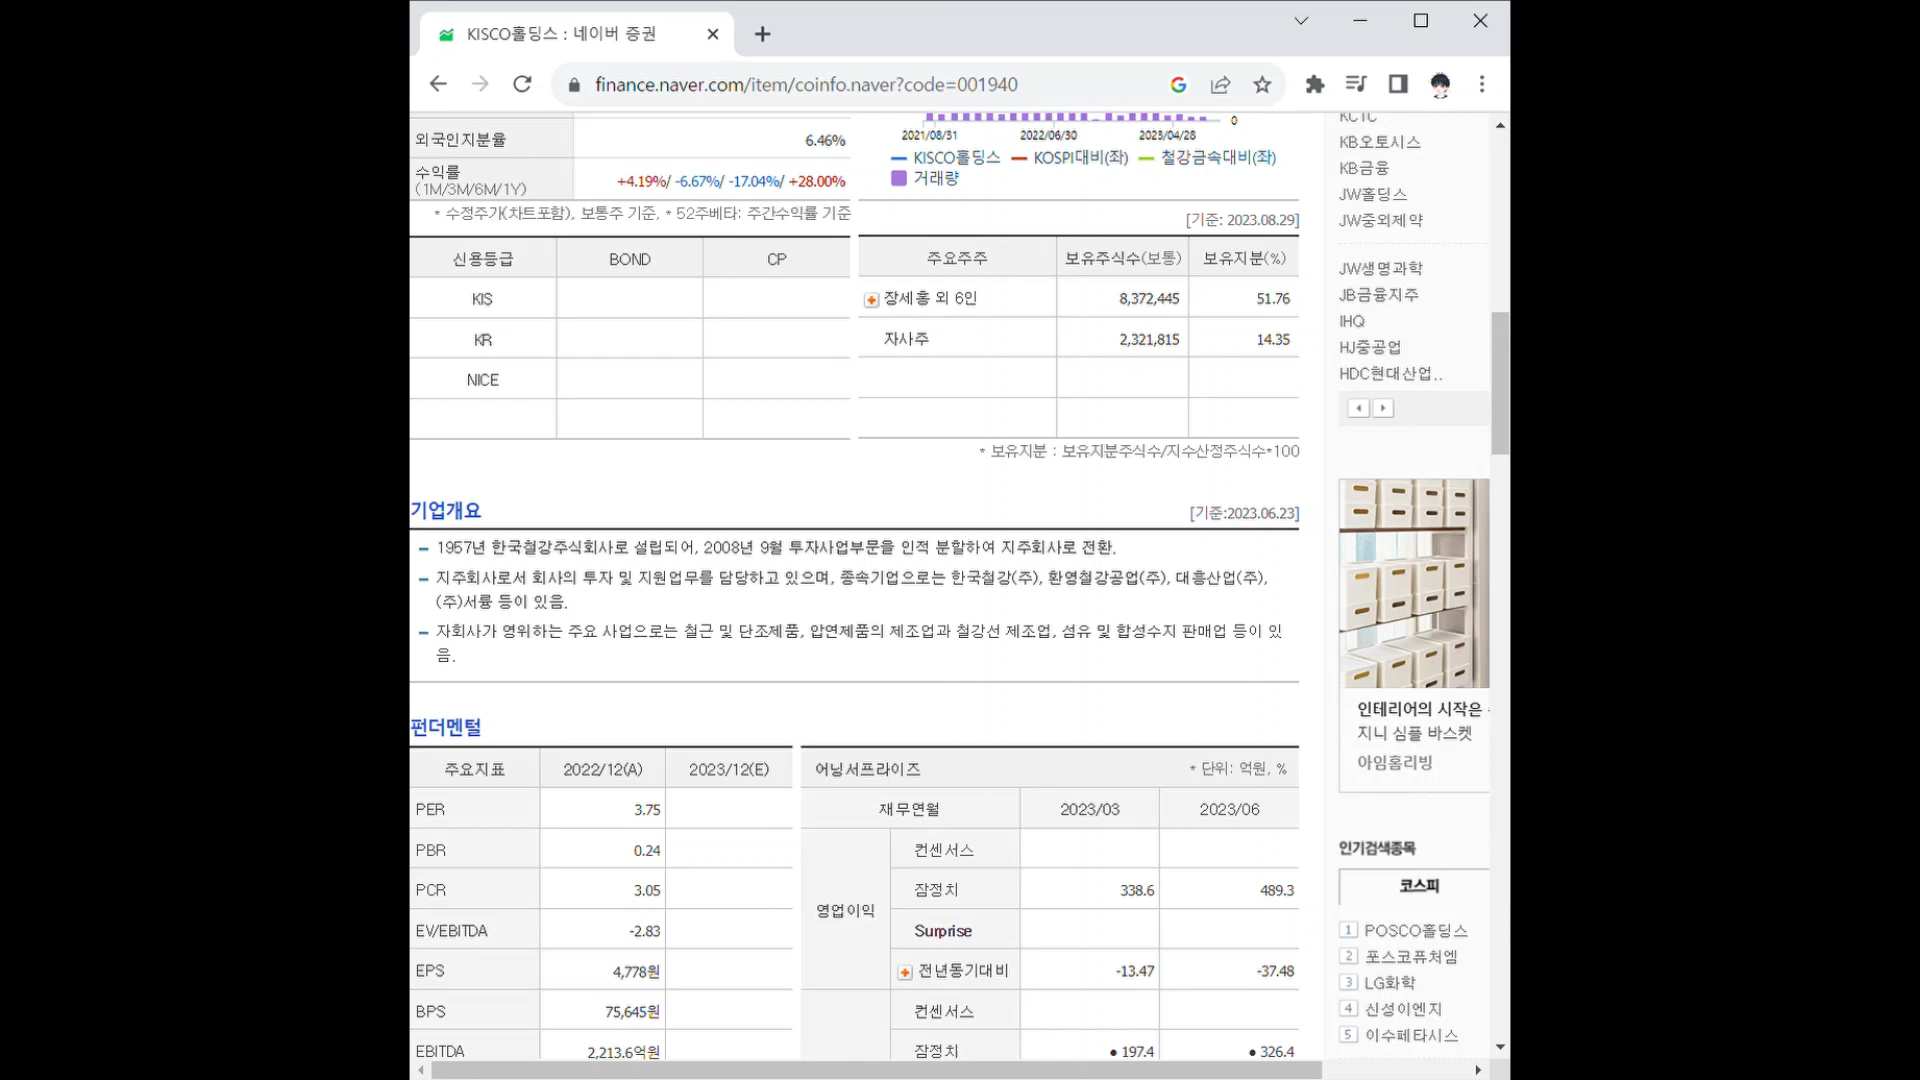 KISCO홀딩스 : 네이버 증권
finance.naver.com/item/coinfo.naver?code=001940
외국인지분율 6.46%
수익률
(1M/3M/6M/1Y) +4.19%/ -6.67%/ -17.04%/ +28.00%
* 수정주가(차트포함), 보통주 기준, * 52주베타: 주간수익률 기준
0
2021/08/31 2022/06/30 2023/04/28
KISCO홀딩스 KOSPI대비(좌) 철강금속대비(좌)
거래량
[기준: 2023.08.29]
신용등급 BOND CP
KIS
KR
NICE
주요주주 보유주식수(보통) 보유지분(%)
장세홍 외 6인 8,372,445 51.76
자사주 2,321,815 14.35
* 보유지분 : 보유지분주식수/지수산정주식수*100
기업개요 [기준:2023.06.23]
1957년 한국철강주식회사로 설립되어, 2008년 9월 투자사업부문을 인적 분할하여 지주회사로 전환.
지주회사로서 회사의 투자 및 지원업무를 담당하고 있으며, 종속기업으로는 한국철강(주), 환영철강공업(주), 대흥산업(주),
(주)서륭 등이 있음.
자회사가 영위하는 주요 사업으로는 철근 및 단조제품, 압연제품의 제조업과 철강선 제조업, 섬유 및 합성수지 판매업 등이 있
음.
펀더멘털
주요지표 2022/12(A) 2023/12(E)
PER 3.75
PBR 0.24
PCR 3.05
EV/EBITDA -2.83
EPS 4,778원
BPS 75,645원
EBITDA 2,213.6억원
어닝서프라이즈 * 단위: 억원, %
재무연월 2023/03 2023/06
영업이익
컨센서스
잠정치 338.6 489.3
Surprise
전년동기대비 -13.47 -37.48
컨센서스
잠정치 ● 197.4 ● 326.4
KCTC
KB오토시스
KB금융
JW홀딩스
JW중외제약
JW생명과학
JB금융지주
IHQ
HJ중공업
HDC현대산업..
인테리어의 시작은
지니 심플 바스켓
아임홈리빙
인기검색종목
코스피
1 POSCO홀딩스
2 포스코퓨처엠
3 LG화학
4 신성이엔지
5 이수페타시스